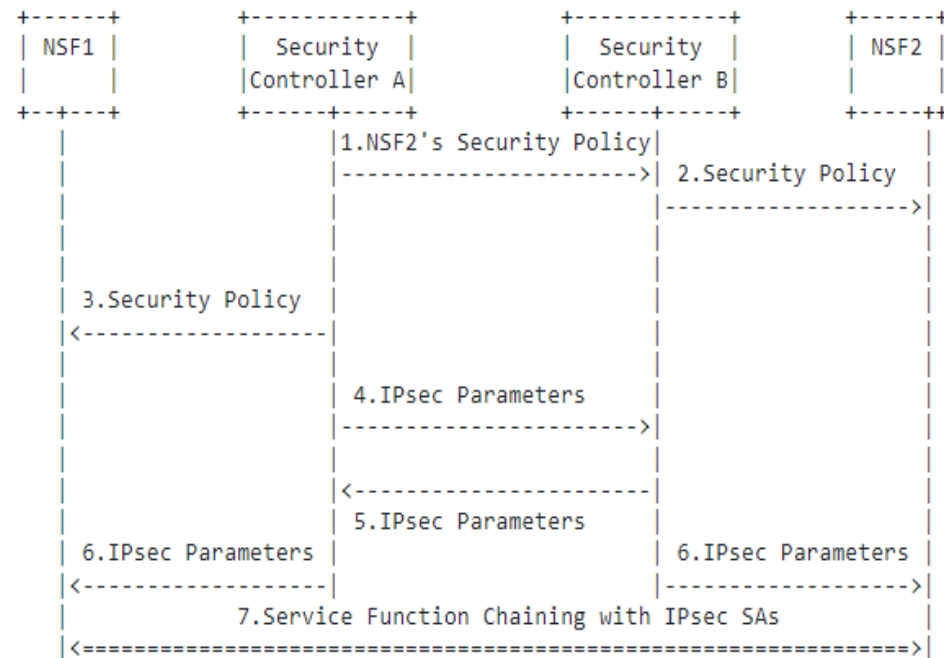 NSF1
Security
Controller A
Security
Controller B
NSF2
1.NSF2's Security Policy
2.Security Policy
3.Security Policy
4.IPsec Parameters
5.IPsec Parameters
6.IPsec Parameters
6.IPsec Parameters
7.Service Function Chaining with IPsec SAs